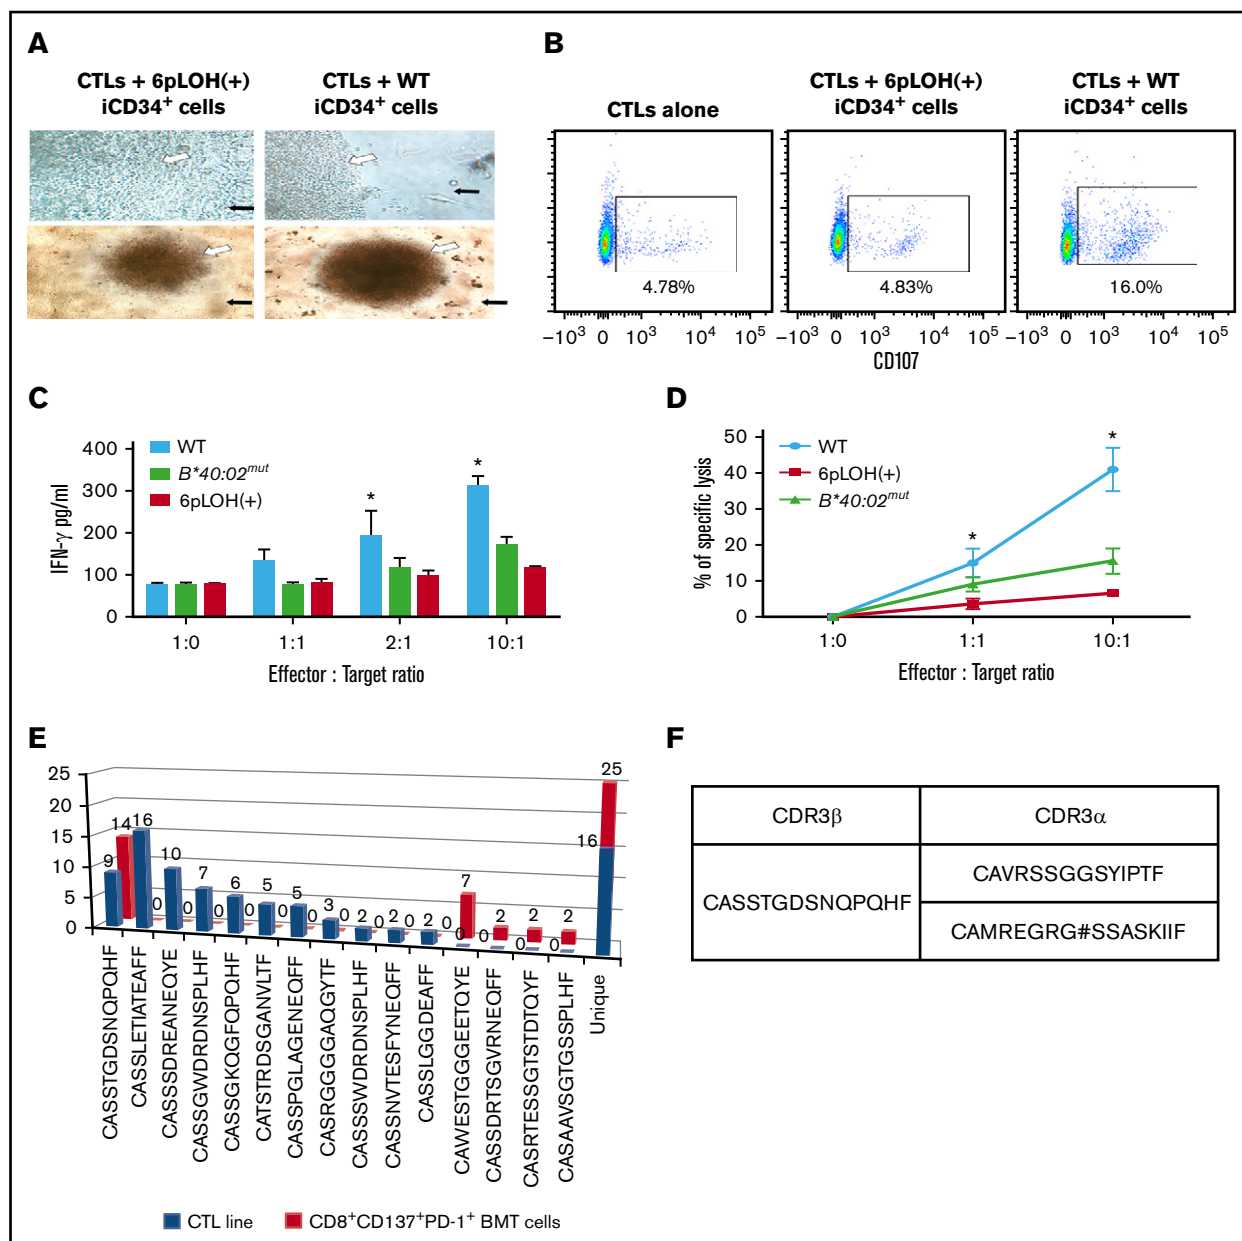 A
CTLs + 6pLOH(+)
iCD34⁺ cells
CTLs + WT
iCD34⁺ cells
B
CTLs alone
CTLs + 6pLOH(+)
iCD34⁺ cells
CTLs + WT
iCD34⁺ cells
4.78%
4.83%
16.0%
−10³ 0 10³ 10⁴ 10⁵
−10³ 0 10³ 10⁴ 10⁵
−10³ 0 10³ 10⁴ 10⁵
CD107
C
IFN-γ pg/ml
400
300
200
100
0
WT
B*40:02ᵐᵘᵗ
6pLOH(+)
*
*
1:0 1:1 2:1 10:1
Effector : Target ratio
D
% of specific lysis
50
40
30
20
10
0
WT
6pLOH(+)
B*40:02ᵐᵘᵗ
*
*
1:0 1:1 10:1
Effector : Target ratio
E
25
20
15
10
5
0
9 14 16 0 10 0 7 0 6 0 5 0 5 0 3 0 2 0 2 0 2 0 0 7 0 2 0 2 0 2 16 25
CASSTGDSNQPQHF
CASSLETIATEAFF
CASSSDREANEQYE
CASSGWDRDNSPLHF
CASSGKQGFQPQHF
CATSTRDSGANVLTF
CASSPGLAGENEQFF
CASRGGGGAQGYTF
CASSSWDRDNSPLHF
CASSNVTESFYNEQFF
CASSLGGDEAFF
CAWESTGGGEETQYE
CASSDRTSGVRNEQFF
CASRTESSGTSTDTQYF
CASAAVSGTGSSPLHF
Unique
CTL line
CD8⁺CD137⁺PD-1⁺ BMT cells
F
CDR3β CDR3α
CASSTGDSNQPQHF
CAVRSSGGSYIPTF
CAMREGRG#SSASKIIF